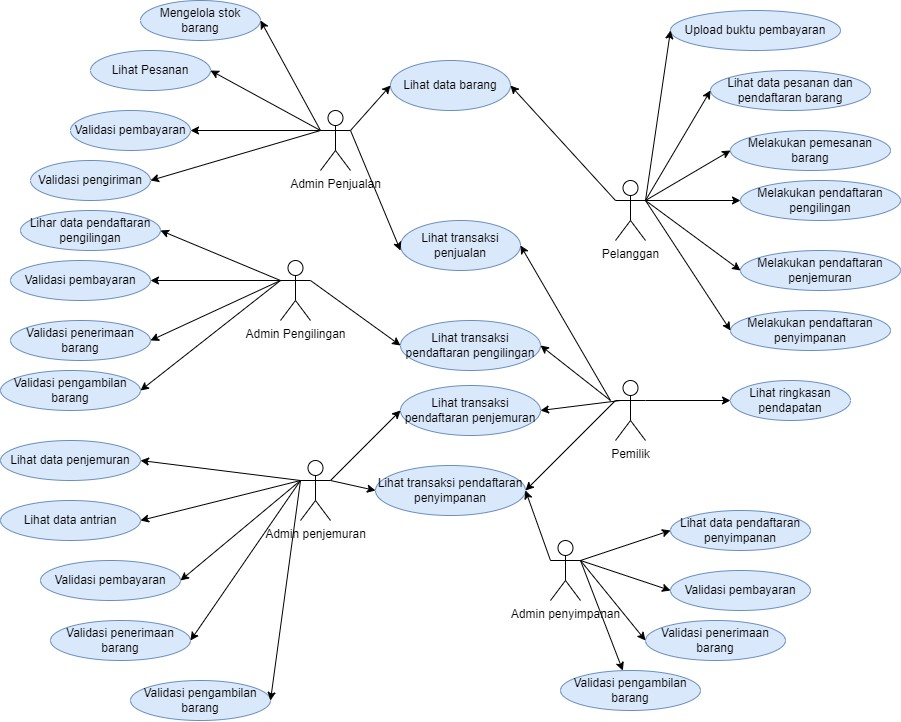 Mengelola stok
barang
Lihat Pesanan
Validasi pembayaran
Validasi pengiriman
Admin Penjualan
Lihat data barang
Lihat transaksi
penjualan
Upload buktu pembayaran
Lihat data pesanan dan
pendaftaran barang
Melakukan pemesanan
barang
Melakukan pendaftaran
pengilingan
Melakukan pendaftaran
penjemuran
Melakukan pendaftaran
penyimpanan
Pelanggan
Lihar data pendaftaran
pengilingan
Validasi pembayaran
Validasi penerimaan
barang
Validasi pengambilan
barang
Admin Pengilingan
Lihat transaksi
pendaftaran pengilingan
Lihat transaksi
pendaftaran penjemuran
Lihat transaksi pendaftaran
penyimpanan
Pemilik
Lihat ringkasan
pendapatan
Lihat data penjemuran
Lihat data antrian
Validasi pembayaran
Validasi penerimaan
barang
Validasi pengambilan
barang
Admin penjemuran
Admin penyimpanan
Lihat data pendaftaran
penyimpanan
Validasi pembayaran
Validasi penerimaan
barang
Validasi pengambilan
barang